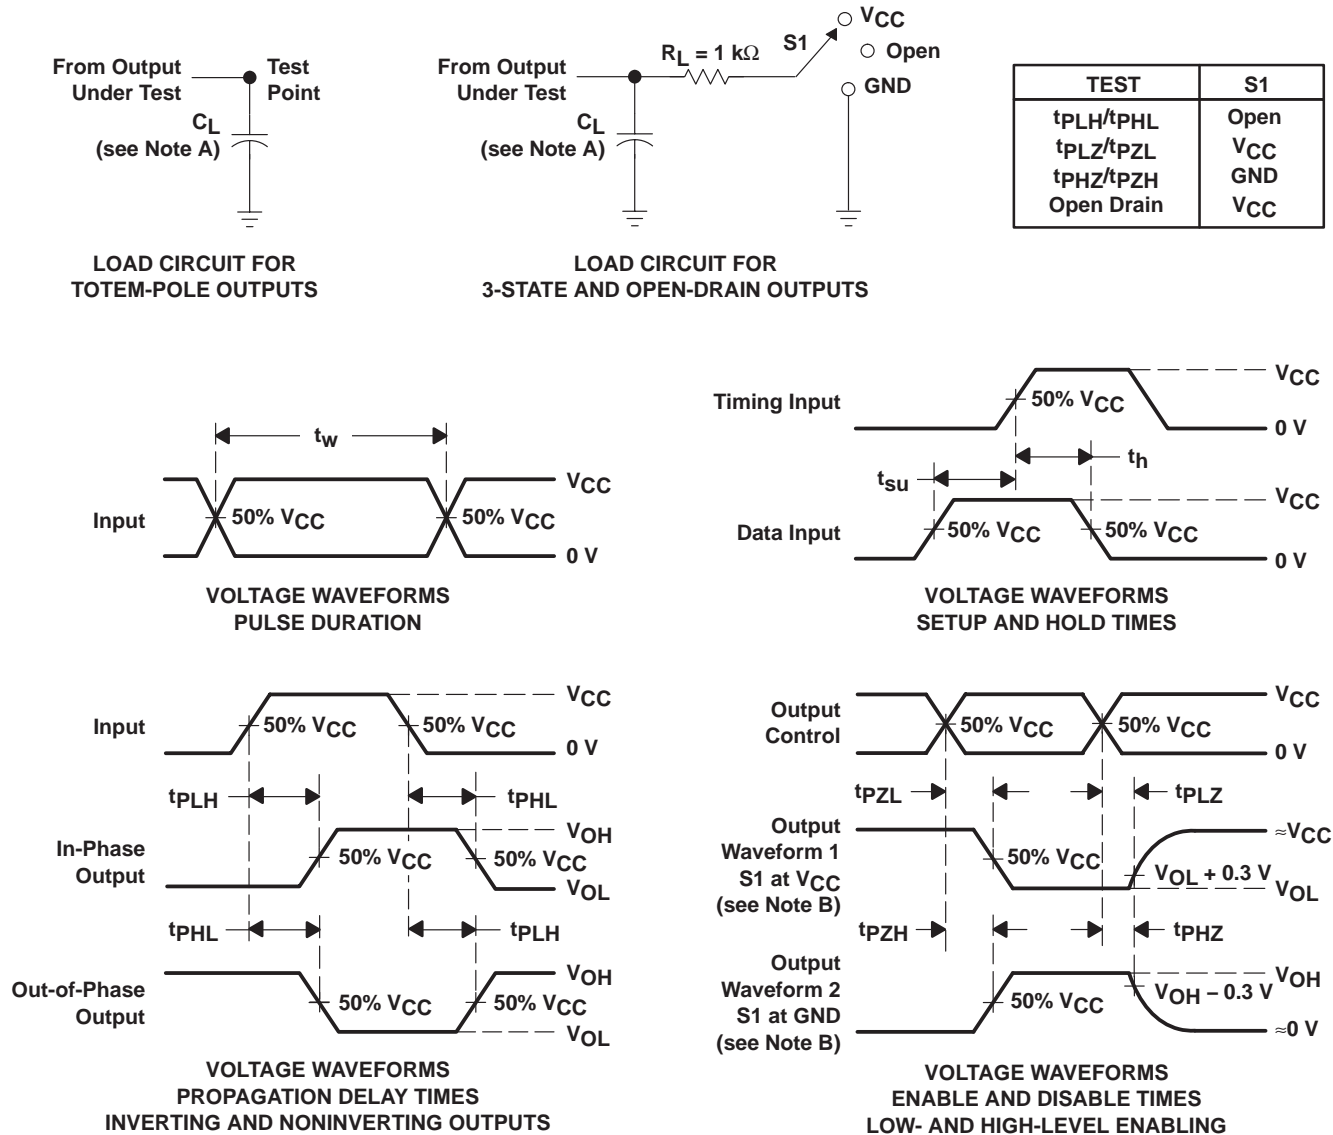 From Output
Under Test
Test
Point
CL
(see Note A)
LOAD CIRCUIT FOR
TOTEM-POLE OUTPUTS
From Output
Under Test
RL = 1 kΩ
S1
VCC
Open
GND
CL
(see Note A)
LOAD CIRCUIT FOR
3-STATE AND OPEN-DRAIN OUTPUTS
TEST S1
tPLH/tPHL Open
tPLZ/tPZL VCC
tPHZ/tPZH GND
Open Drain VCC
tw
Input
50% VCC
50% VCC
VCC
0 V
VOLTAGE WAVEFORMS
PULSE DURATION
Timing Input
50% VCC
VCC
0 V
tsu
th
Data Input
50% VCC
50% VCC
VCC
0 V
VOLTAGE WAVEFORMS
SETUP AND HOLD TIMES
Input
50% VCC
50% VCC
VCC
0 V
tPLH
tPHL
In-Phase
Output
50% VCC
50% VCC
VOH
VOL
tPHL
tPLH
Out-of-Phase
Output
50% VCC
50% VCC
VOH
VOL
VOLTAGE WAVEFORMS
PROPAGATION DELAY TIMES
INVERTING AND NONINVERTING OUTPUTS
Output
Control
50% VCC
50% VCC
VCC
0 V
tPZL
tPLZ
Output
Waveform 1
S1 at VCC
(see Note B)
50% VCC
VOL + 0.3 V
≈VCC
VOL
tPZH
tPHZ
Output
Waveform 2
S1 at GND
(see Note B)
50% VCC
VOH − 0.3 V
VOH
≈0 V
VOLTAGE WAVEFORMS
ENABLE AND DISABLE TIMES
LOW- AND HIGH-LEVEL ENABLING